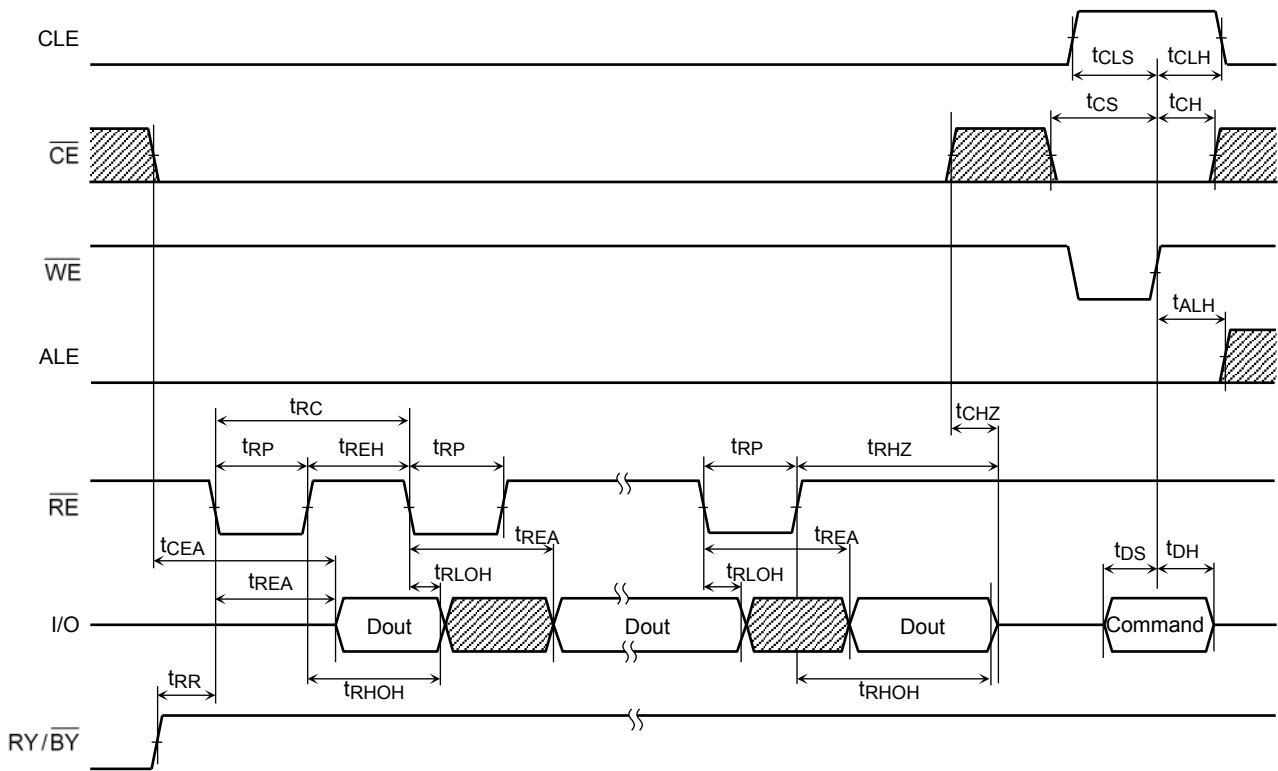 CLE
tCLS tCLH
tCS tCH
CE
WE
tALH
ALE
tRC
tCHZ
tRP tREH tRP tRP tRHZ
RE
tCEA tREA tREA
tREA tRLOH tRLOH tDS tDH
I/O Dout Dout Dout Command
tRR tRHOH tRHOH
RY/BY